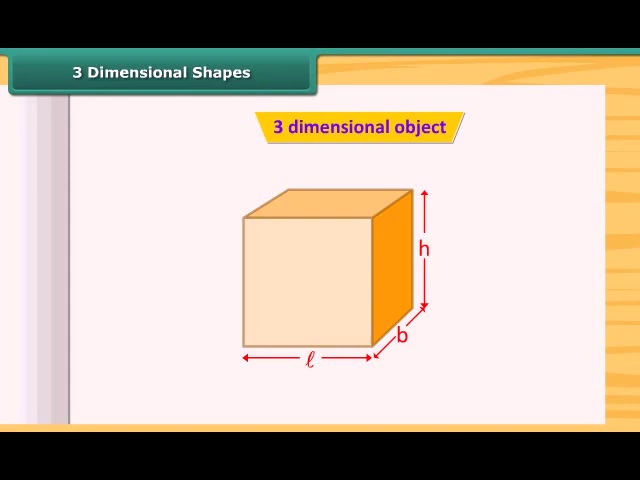 3 Dimensional Shapes
3 dimensional object
h
b
ℓ